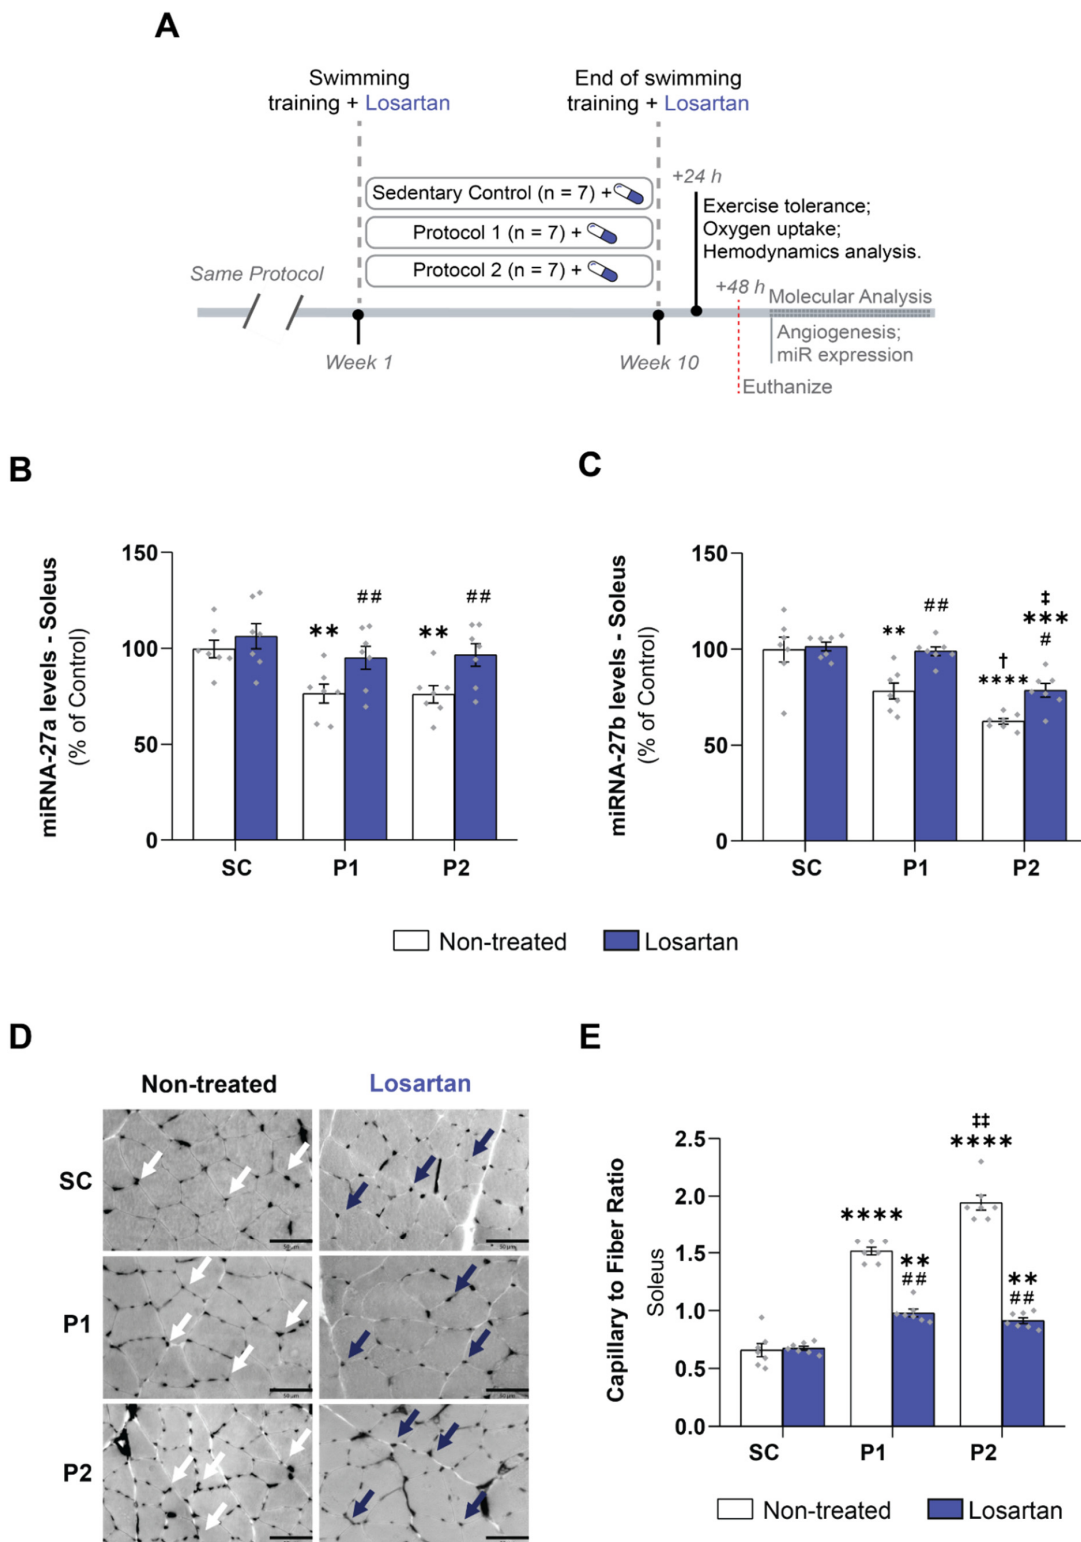 A
Swimming
training + Losartan
End of swimming
training + Losartan
+24 h
Sedentary Control (n = 7) +
Protocol 1 (n = 7) +
Protocol 2 (n = 7) +
Exercise tolerance;
Oxygen uptake;
Hemodynamics analysis.
Same Protocol
+48 h
Molecular Analysis
Angiogenesis;
miR expression
Week 1
Week 10
Euthanize
B
miRNA-27a levels - Soleus
(% of Control)
150
100
50
0
**
##
**
##
SC
P1
P2
C
miRNA-27b levels - Soleus
(% of Control)
150
100
50
0
**
##
†
****
‡
***
#
SC
P1
P2
Non-treated
Losartan
D
Non-treated
Losartan
SC
P1
P2
50 µm
E
Capillary to Fiber Ratio
Soleus
2.5
2.0
1.5
1.0
0.5
0.0
****
**
##
‡‡
****
**
##
SC
P1
P2
Non-treated
Losartan